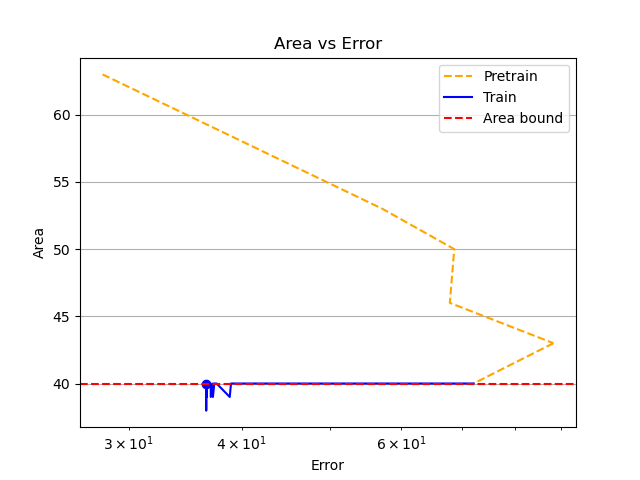 Area vs Error
Pretrain
Train
Area bound
60
55
50
45
40
Area
3 × 10¹
4 × 10¹
6 × 10¹
Error